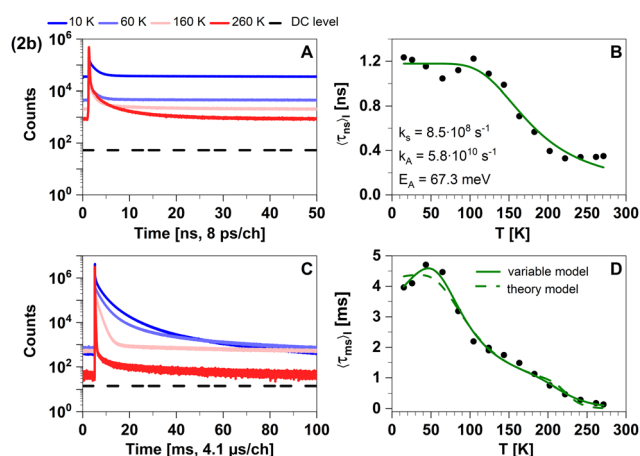 10 K 60 K 160 K 260 K DC level
(2b)
A
Counts
10⁶
10⁴
10²
10⁰
0 10 20 30 40 50
Time [ns, 8 ps/ch]
B
⟨τns⟩I [ns]
1.2
0.8
0.4
0.0
kS = 8.5·10⁸ s⁻¹
kA = 5.8·10¹⁰ s⁻¹
EA = 67.3 meV
0 50 100 150 200 250 300
T [K]
C
Counts
10⁶
10⁴
10²
10⁰
0 20 40 60 80 100
Time [ms, 4.1 µs/ch]
D
⟨τms⟩I [ms]
5
4
3
2
1
0
variable model
theory model
0 50 100 150 200 250 300
T [K]